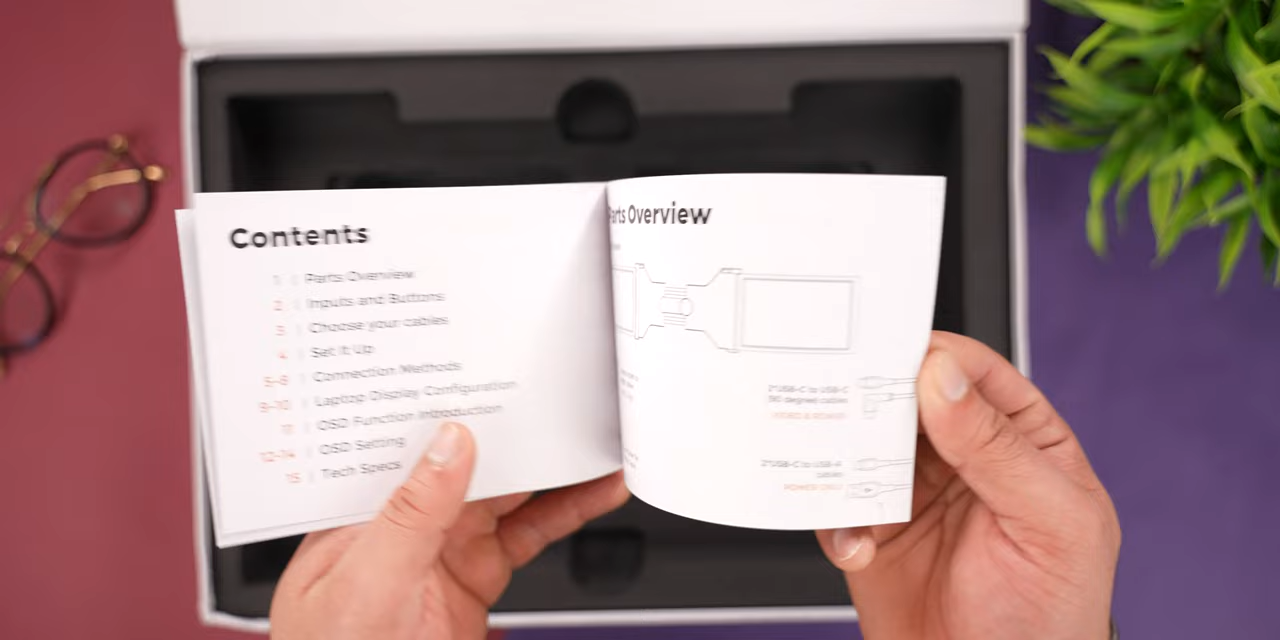 Contents
1 | Parts Overview
2 | Inputs and Buttons
3 | Choose your cables
4 | Set It Up
5-8 | Connection Methods
9-10 | Laptop Display Configuration
11 | OSD Function Introduction
12-14 | OSD Setting
15 | Tech Specs
arts Overview
2*USB-C to USB-C
90 degree cables
VIDEO & POWER
2*USB-C to USB-A
cables
POWER ONLY